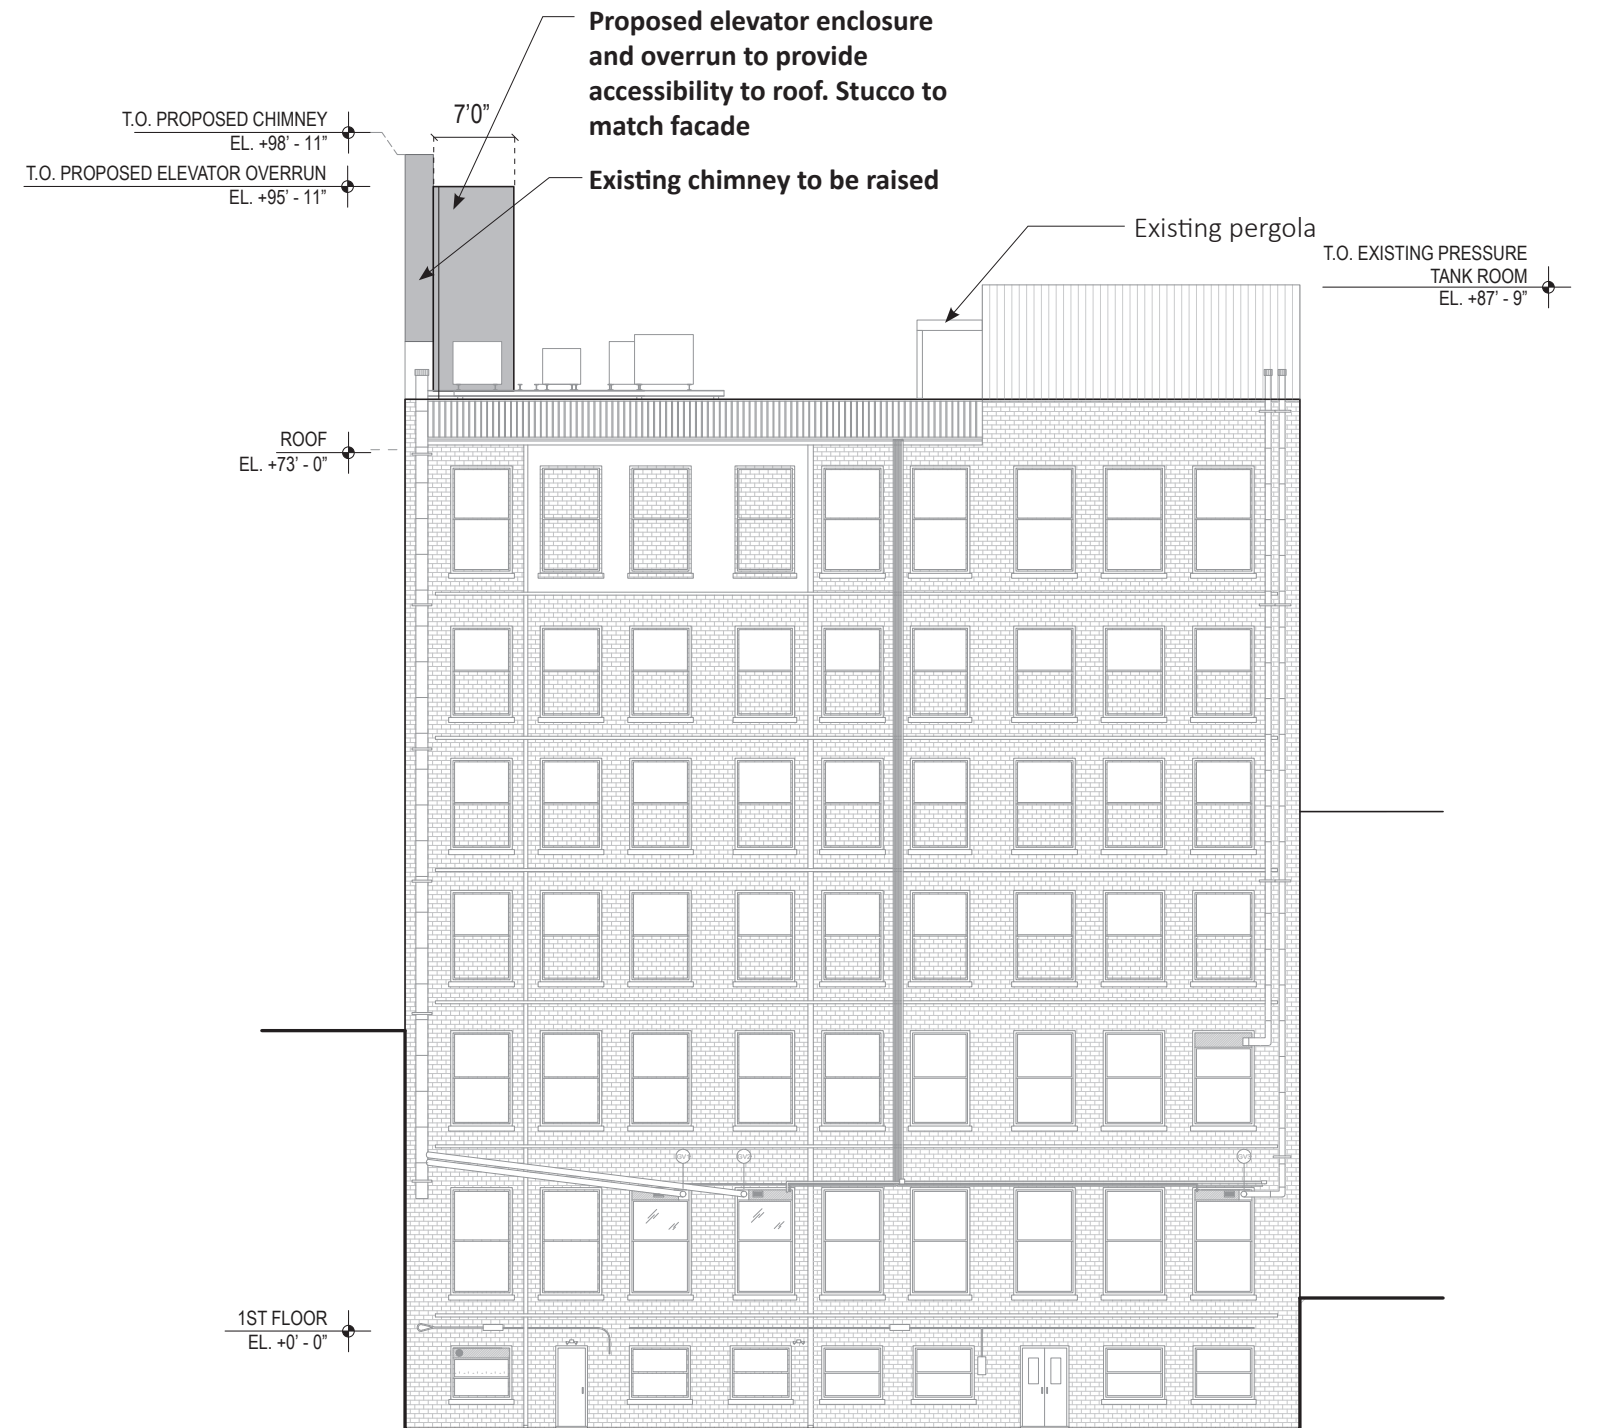 Proposed elevator enclosure
and overrun to provide
accessibility to roof. Stucco to
match facade
7'0"
T.O. PROPOSED CHIMNEY
EL. +98' - 11"
T.O. PROPOSED ELEVATOR OVERRUN
EL. +95' - 11"
Existing chimney to be raised
Existing pergola
T.O. EXISTING PRESSURE
TANK ROOM
EL. +87' - 9"
ROOF
EL. +73' - 0"
1ST FLOOR
EL. +0' - 0"